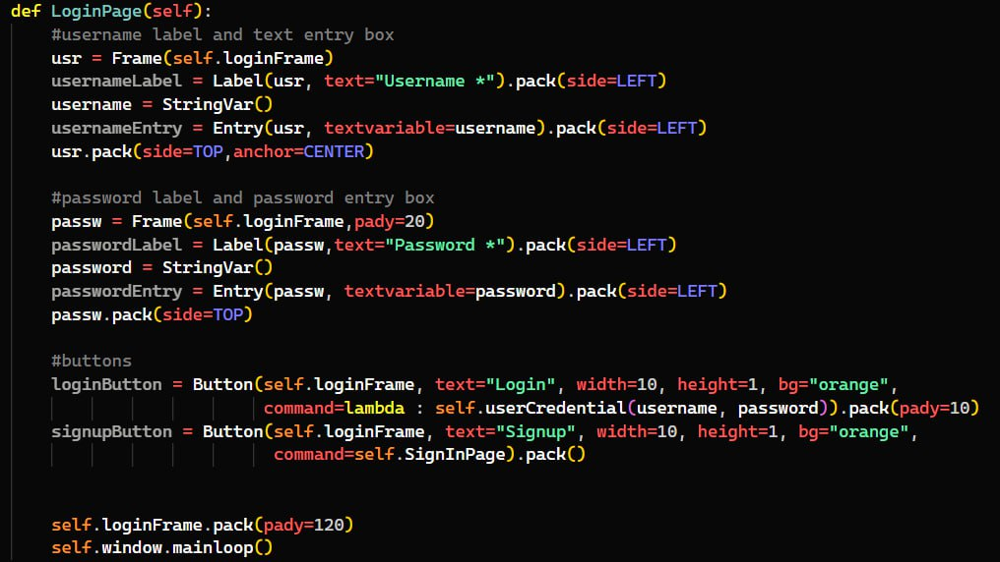 def LoginPage(self):
    #username label and text entry box
    usr = Frame(self.loginFrame)
    usernameLabel = Label(usr, text="Username *").pack(side=LEFT)
    username = StringVar()
    usernameEntry = Entry(usr, textvariable=username).pack(side=LEFT)
    usr.pack(side=TOP,anchor=CENTER)

    #password label and password entry box
    passw = Frame(self.loginFrame,pady=20)
    passwordLabel = Label(passw,text="Password *").pack(side=LEFT)
    password = StringVar()
    passwordEntry = Entry(passw, textvariable=password).pack(side=LEFT)
    passw.pack(side=TOP)

    #buttons
    loginButton = Button(self.loginFrame, text="Login", width=10, height=1, bg="orange",
                         command=lambda : self.userCredential(username, password)).pack(pady=10)
    signupButton = Button(self.loginFrame, text="Signup", width=10, height=1, bg="orange",
                          command=self.SignInPage).pack()


    self.loginFrame.pack(pady=120)
    self.window.mainloop()